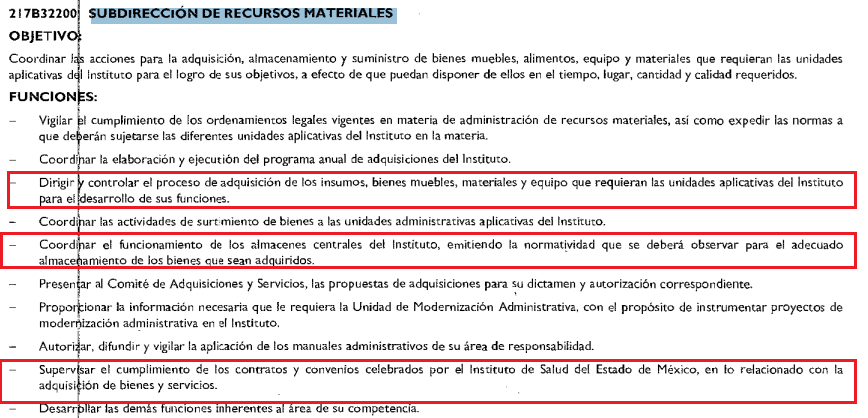 217B32200 SUBDIRECCIÓN DE RECURSOS MATERIALES
OBJETIVO:
Coordinar las acciones para la adquisición, almacenamiento y suministro de bienes muebles, alimentos, equipo y materiales que requieran las unidades
aplicativas del Instituto para el logro de sus objetivos, a efecto de que puedan disponer de ellos en el tiempo, lugar, cantidad y calidad requeridos.
FUNCIONES:
– Vigilar el cumplimiento de los ordenamientos legales vigentes en materia de administración de recursos materiales, así como expedir las normas a
que deberán sujetarse las diferentes unidades aplicativas del Instituto en la materia.
– Coordinar la elaboración y ejecución del programa anual de adquisiciones del Instituto.
– Dirigir y controlar el proceso de adquisición de los insumos, bienes muebles, materiales y equipo que requieran las unidades aplicativas del Instituto
para el desarrollo de sus funciones.
– Coordinar las actividades de surtimiento de bienes a las unidades administrativas aplicativas del Instituto.
– Coordinar el funcionamiento de los almacenes centrales del Instituto, emitiendo la normatividad que se deberá observar para el adecuado
almacenamiento de los bienes que sean adquiridos.
– Presentar al Comité de Adquisiciones y Servicios, las propuestas de adquisiciones para su dictamen y autorización correspondiente.
– Proporcionar la información necesaria que le requiera la Unidad de Modernización Administrativa, con el propósito de instrumentar proyectos de
modernización administrativa en el Instituto.
– Autorizar, difundir y vigilar la aplicación de los manuales administrativos de su área de responsabilidad.
– Supervisar el cumplimiento de los contratos y convenios celebrados por el Instituto de Salud del Estado de México, en lo relacionado con la
adquisición de bienes y servicios.
– Desarrollar las demás funciones inherentes al área de su competencia.